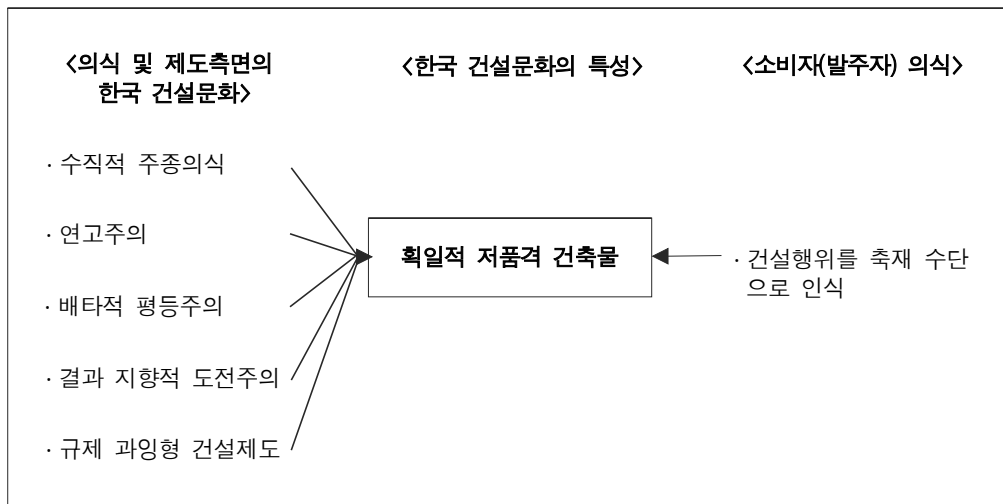 <의식 및 제도측면의
한국 건설문화>
· 수직적 주종의식
· 연고주의
· 배타적 평등주의
· 결과 지향적 도전주의
· 규제 과잉형 건설제도
<한국 건설문화의 특성>
획일적 저품격 건축물
<소비자(발주자) 의식>
· 건설행위를 축재 수단
으로 인식